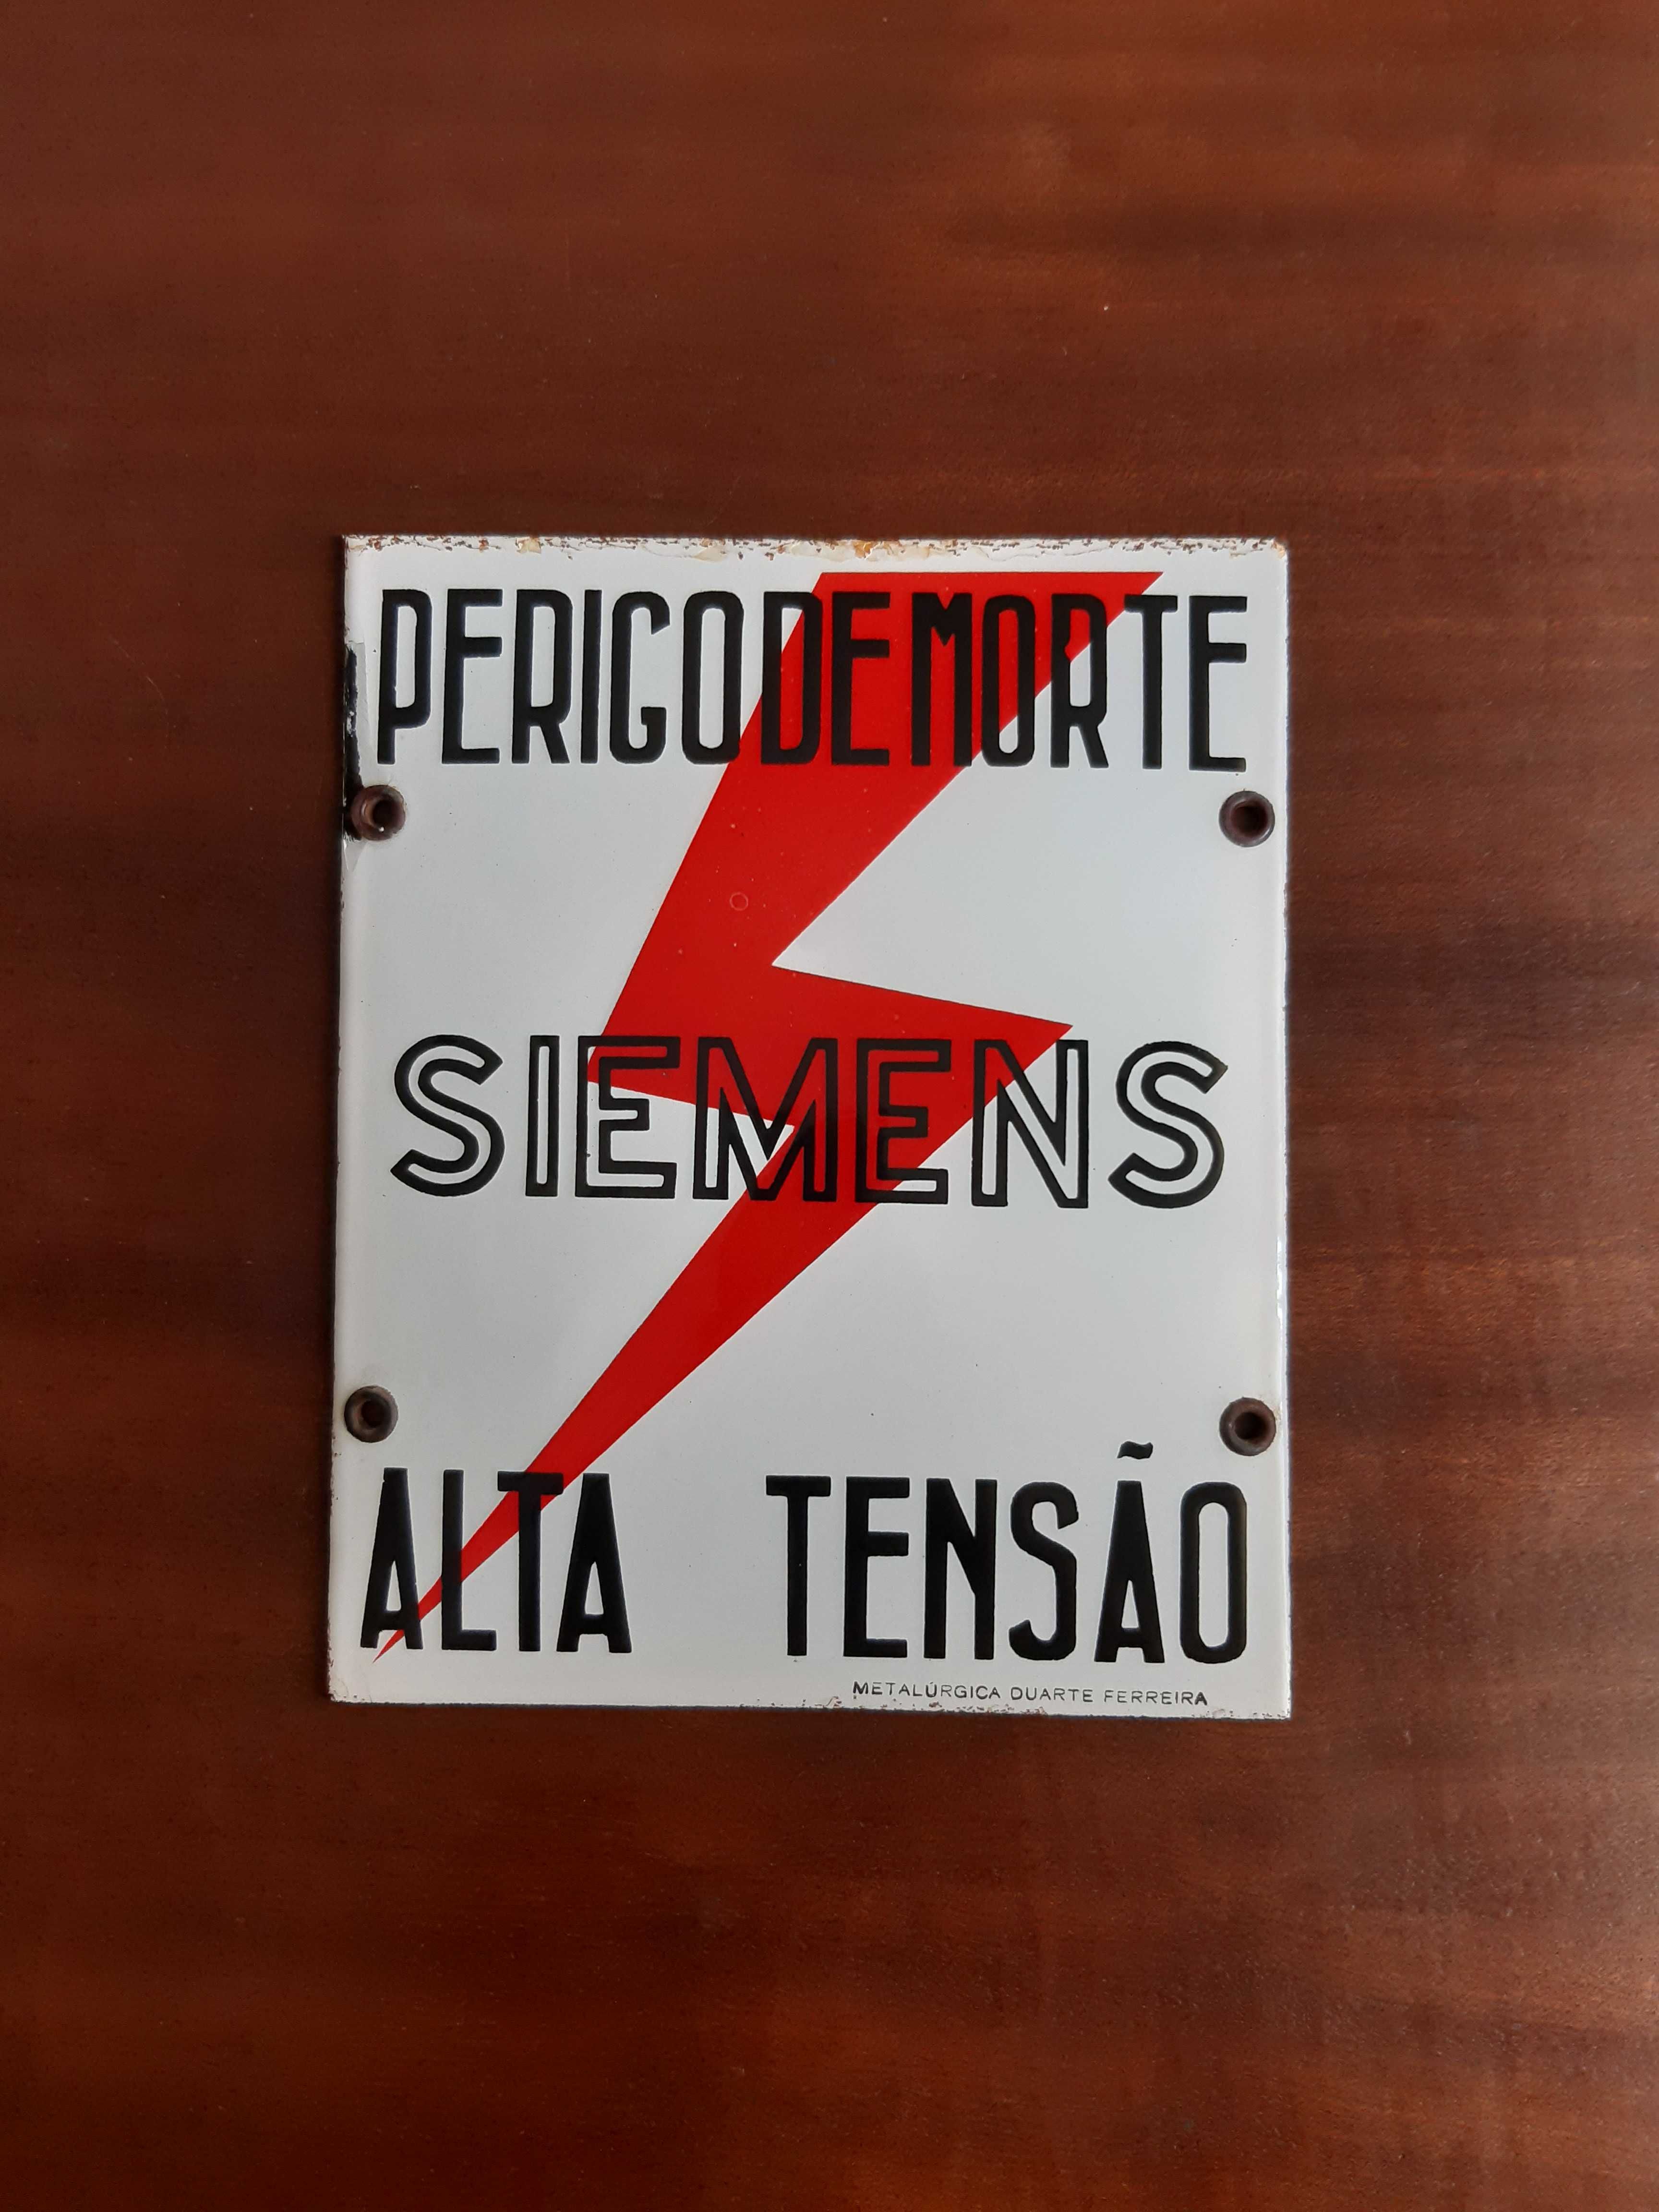 PERIGO DE MORTE
SIEMENS
ALTA TENSÃO
METALÚRGICA DUARTE FERREIRA